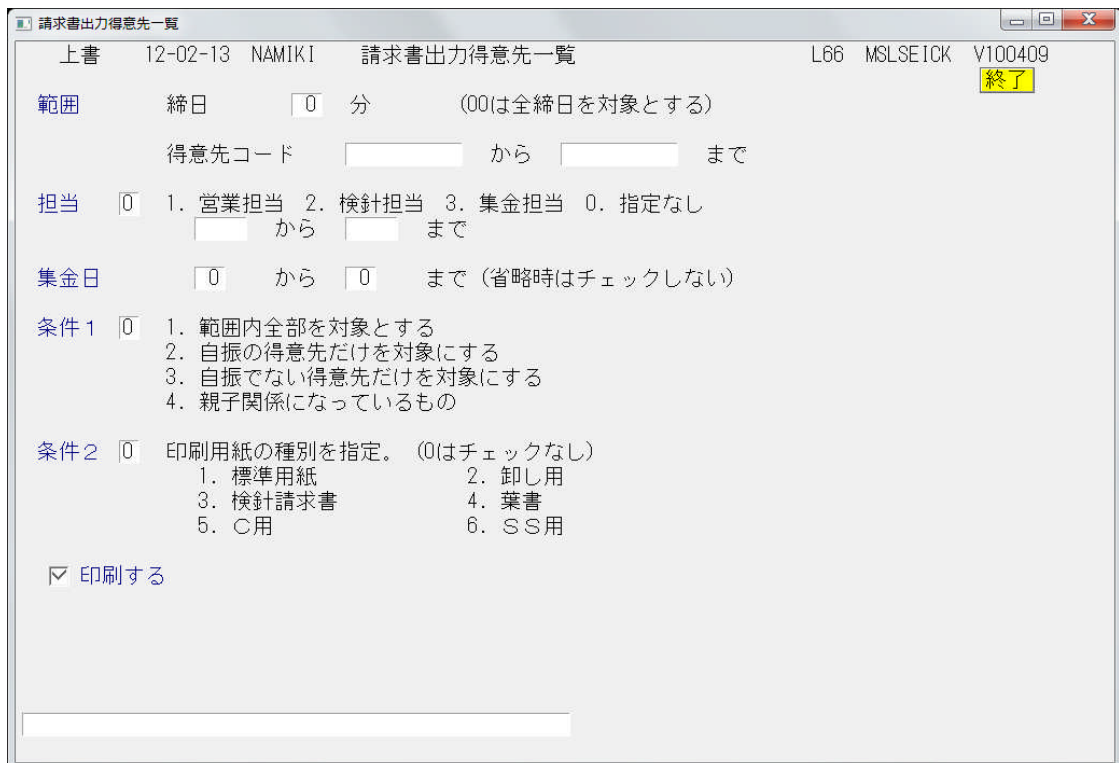 請求書出力得意先一覧
上書 12-02-13 NAMIKI 請求書出力得意先一覧 L66 MSLSEICK V100409
終了
範囲 締日 0 分 (00は全締日を対象とする)
得意先コード から まで
担当 0 1. 営業担当 2. 検針担当 3. 集金担当 0. 指定なし
から まで
集金日 0 から 0 まで (省略時はチェックしない)
条件1 0 1. 範囲内全部を対象とする
2. 自振の得意先だけを対象にする
3. 自振でない得意先だけを対象にする
4. 親子関係になっているもの
条件2 0 印刷用紙の種別を指定。 (0はチェックなし)
1. 標準用紙 2. 卸し用
3. 検針請求書 4. 葉書
5. C用 6. SS用
印刷する